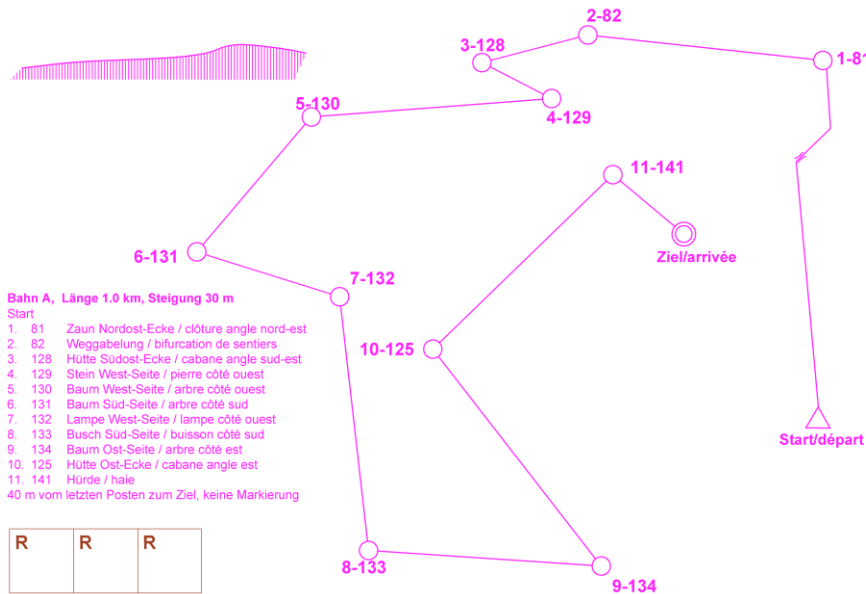 2-82
3-128
1-81
5-130
4-129
11-141
6-131
Ziel/arrivée
7-132
Bahn A, Länge 1.0 km, Steigung 30 m
Start
1. 81 Zaun Nordost-Ecke / clôture angle nord-est
2. 82 Weggabelung / bifurcation de sentiers
3. 128 Hütte Südost-Ecke / cabane angle sud-est
4. 129 Stein West-Seite / pierre côté ouest
5. 130 Baum West-Seite / arbre côté ouest
6. 131 Baum Süd-Seite / arbre côté sud
7. 132 Lampe West-Seite / lampe côté ouest
8. 133 Busch Süd-Seite / buisson côté sud
9. 134 Baum Ost-Seite / arbre côté est
10. 125 Hütte Ost-Ecke / cabane angle est
11. 141 Hürde / haie
40 m vom letzten Posten zum Ziel, keine Markierung
10-125
Start/départ
R R R
8-133
9-134